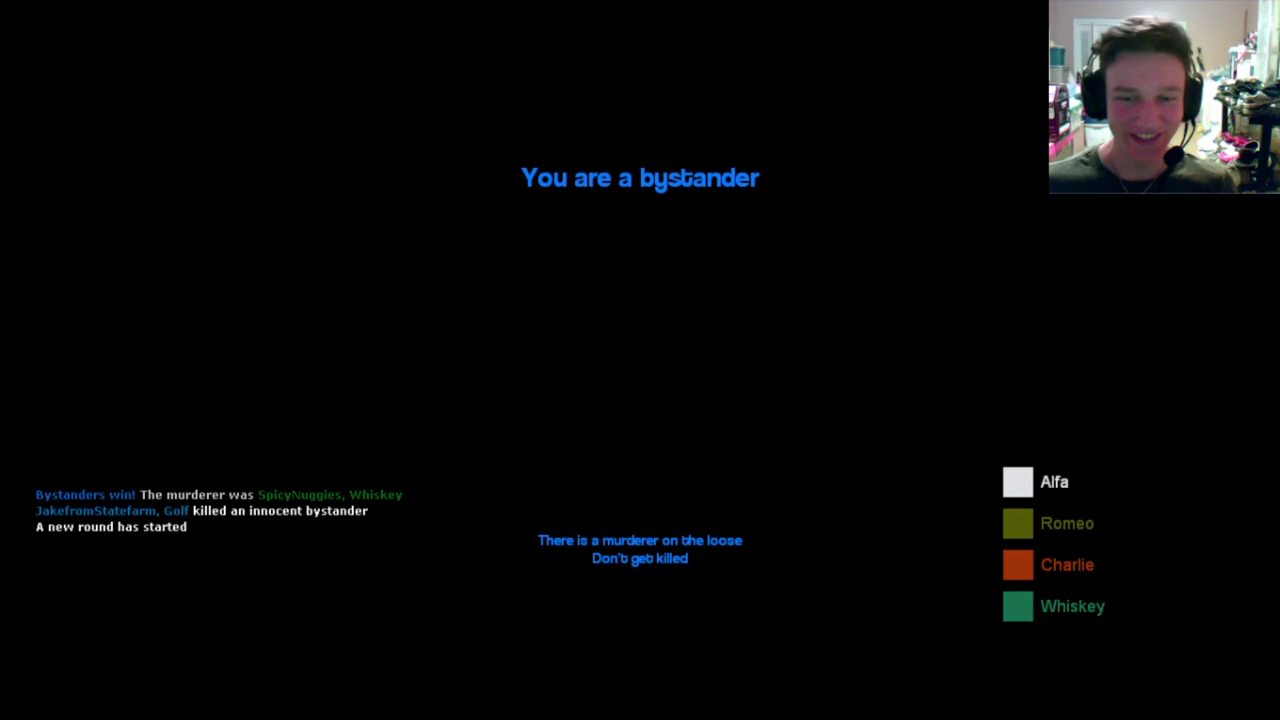 You are a bystander
Bystanders win! The murderer was SpicyNuggies, Whiskey
JakefromStatefarm, Golf killed an innocent bystander
A new round has started
There is a murderer on the loose
Don't get killed
Alfa
Romeo
Charlie
Whiskey